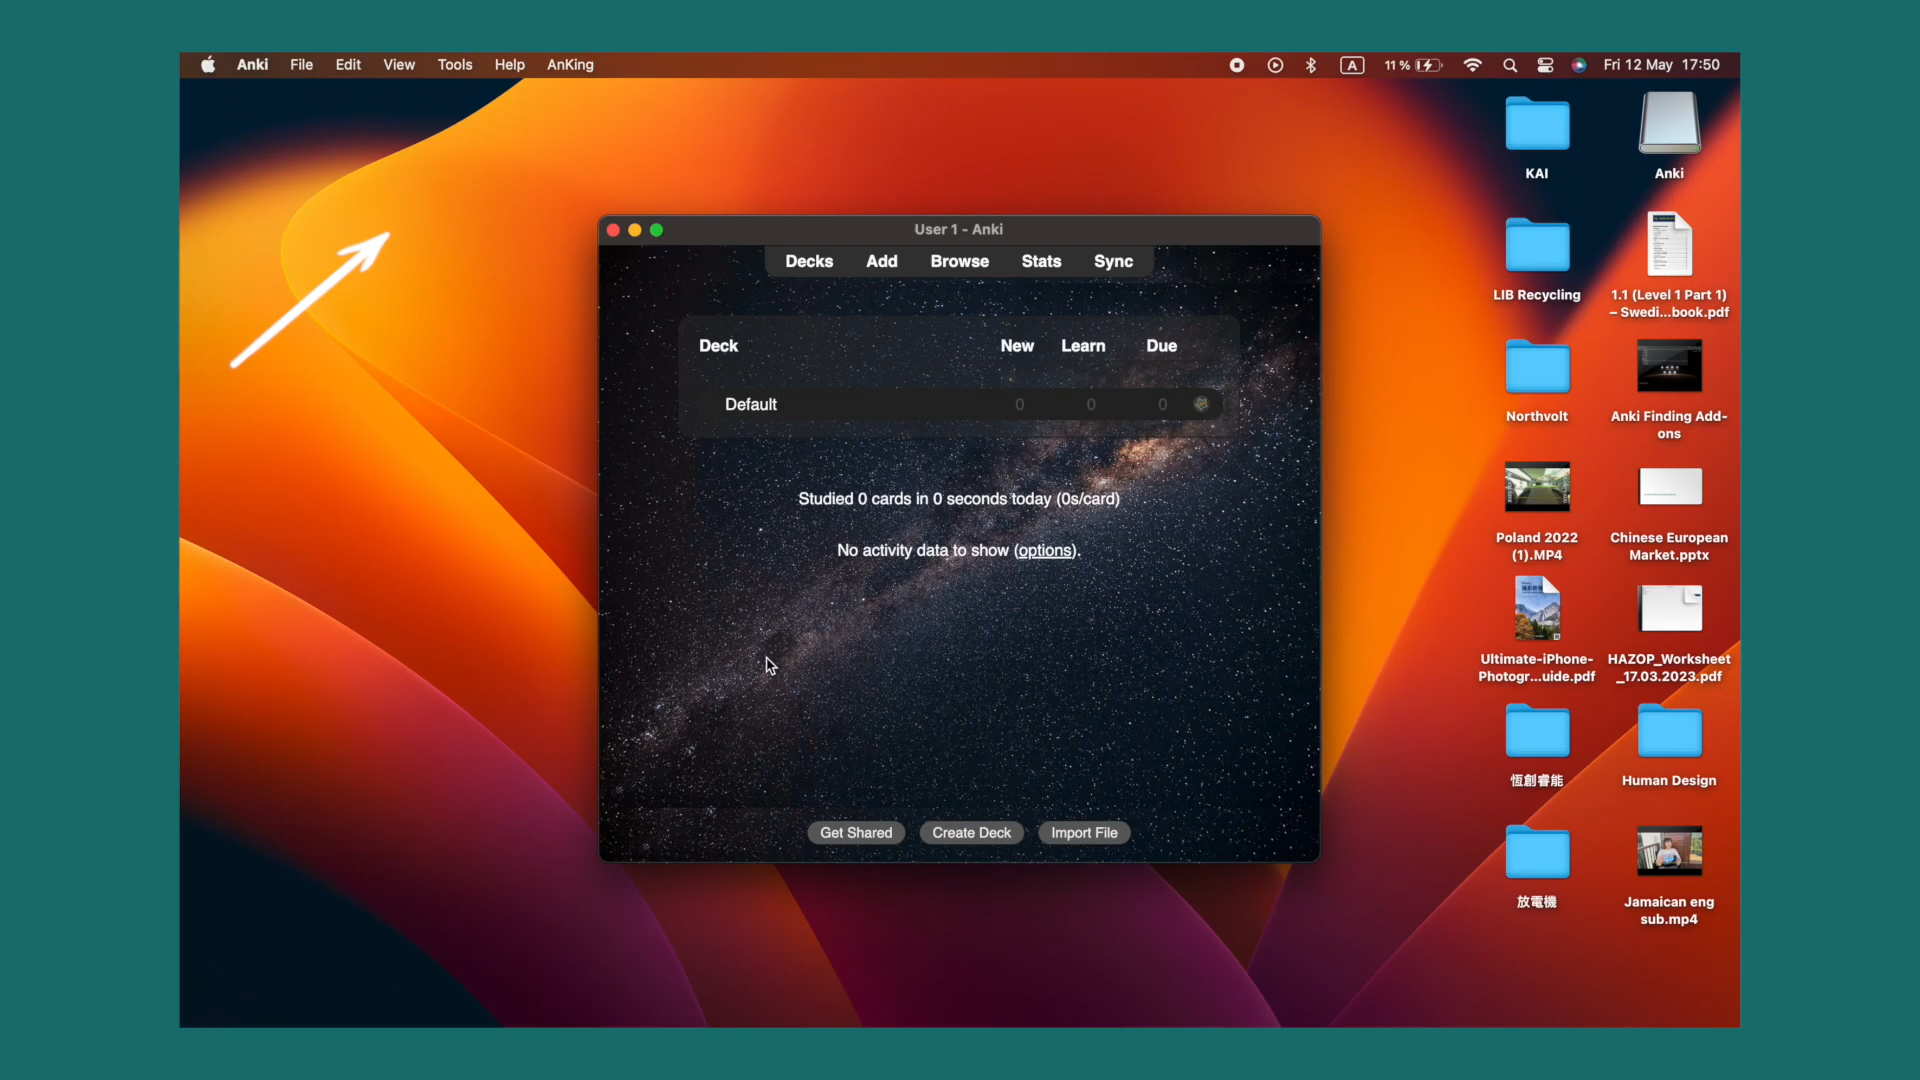 Anki File Edit View Tools Help AnKing
A 11 % Fri 12 May 17:50
User 1 - Anki
Decks Add Browse Stats Sync
Deck New Learn Due
Default 0 0 0
Studied 0 cards in 0 seconds today (0s/card)
No activity data to show (options).
Get Shared Create Deck Import File
KAI
Anki
LIB Recycling
1.1 (Level 1 Part 1)
– Swedi...book.pdf
Northvolt
Anki Finding Add-
ons
Poland 2022
(1).MP4
Chinese European
Market.pptx
Ultimate-iPhone-
Photogr...uide.pdf
HAZOP_Worksheet
_17.03.2023.pdf
恆創睿能
Human Design
放電機
Jamaican eng
sub.mp4